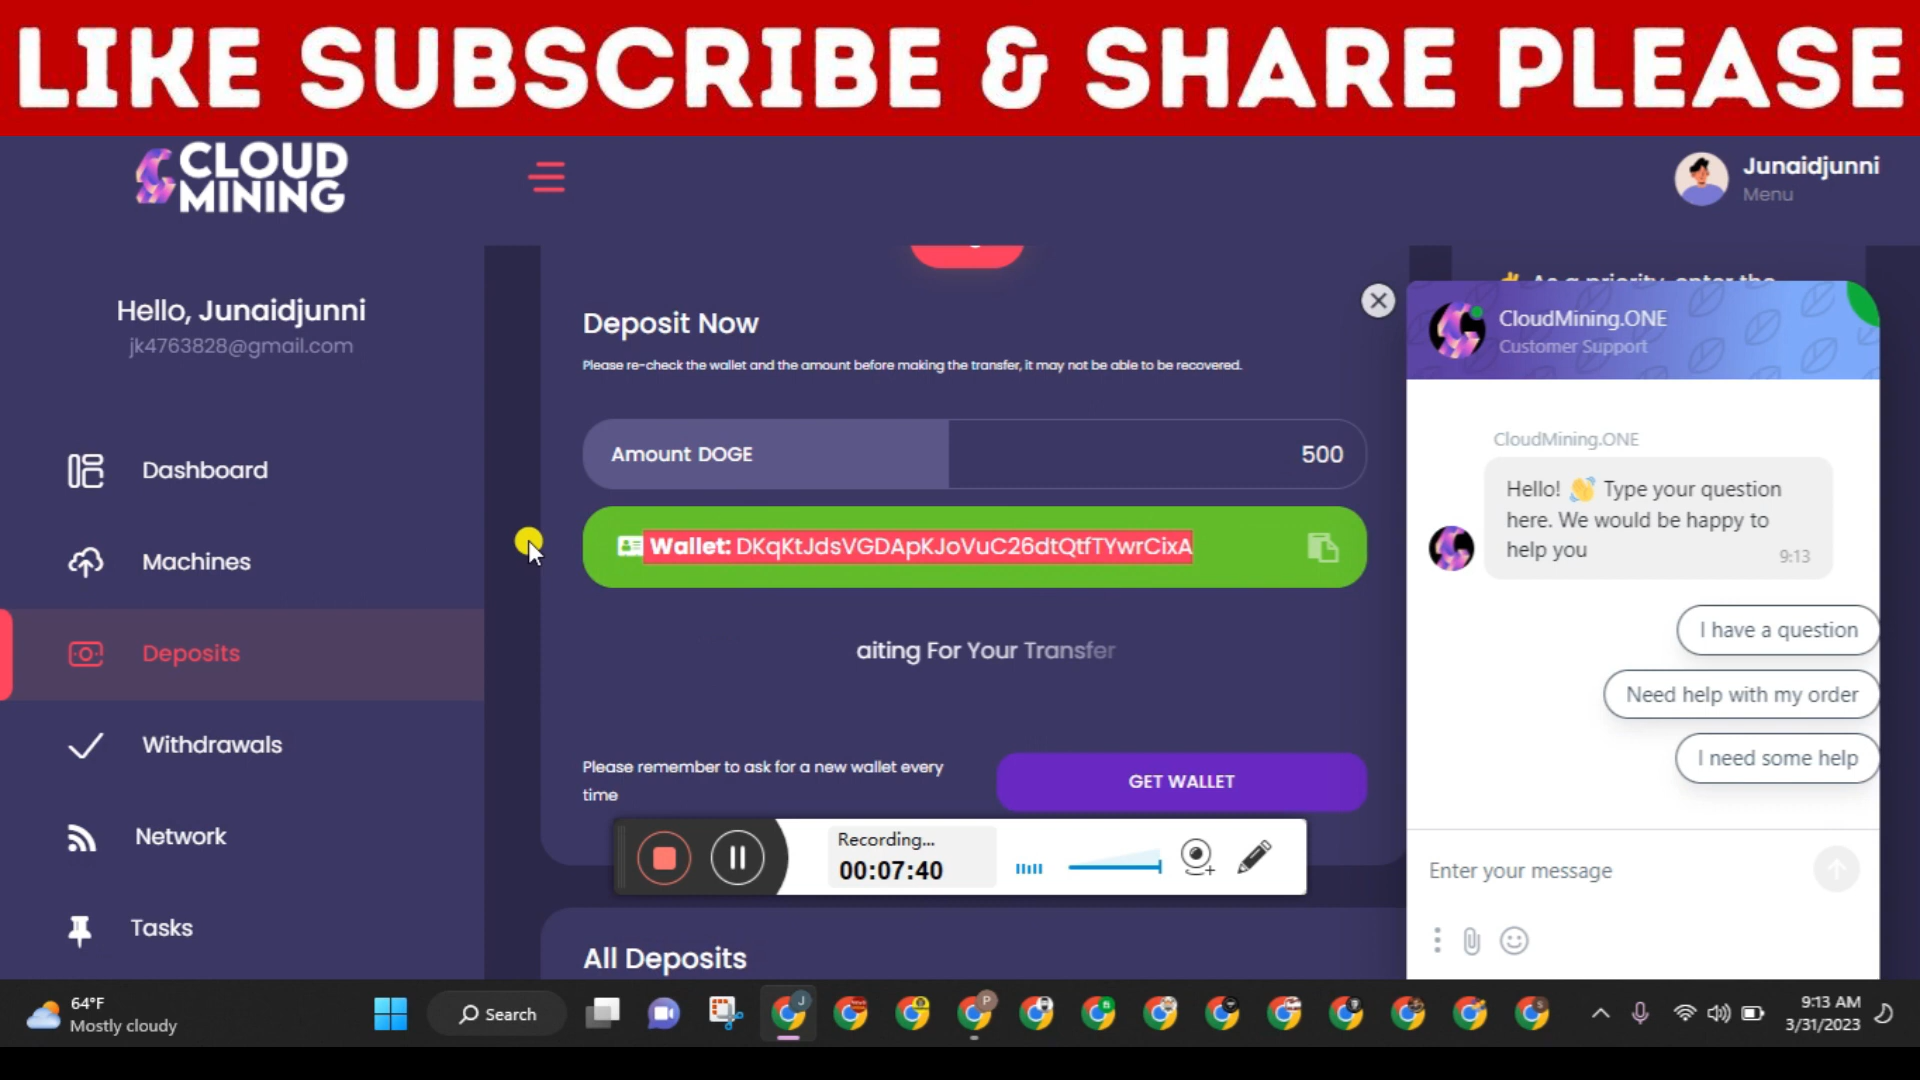 LIKE SUBSCRIBE & SHARE PLEASE
CLOUD
MINING
Junaidjunni
Menu
Hello, Junaidjunni
jk4763828@gmail.com
Dashboard
Machines
Deposits
Withdrawals
Network
Tasks
Deposit Now
Please re-check the wallet and the amount before making the transfer, it may not be able to be recovered.
Amount DOGE
500
Wallet: DKqKtJdsVGDApKJoVuC26dtQtfTYwrCixA
aiting For Your Transfer
Please remember to ask for a new wallet every
time
GET WALLET
Recording...
00:07:40
All Deposits
As a priority, enter the
CloudMining.ONE
Customer Support
CloudMining.ONE
Hello! 👋 Type your question
here. We would be happy to
help you
9:13
I have a question
Need help with my order
I need some help
Enter your message
64°F
Mostly cloudy
Search
J
P
9:13 AM
3/31/2023